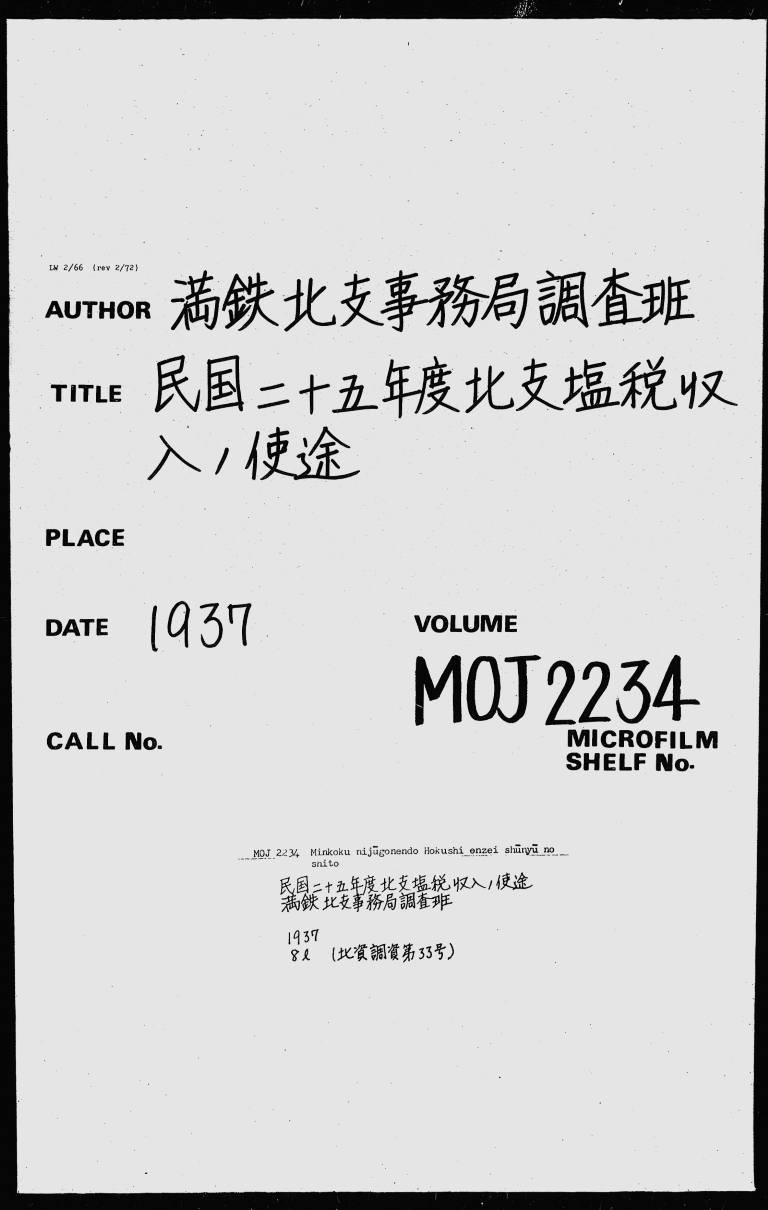 LW 2/66 (rev 2/72)
AUTHOR 満鉄北支事務局調査班
TITLE 民国二十五年度北支塩税収
入ノ使途
PLACE
DATE 1937
VOLUME
MOJ 2234
CALL No.
MICROFILM
SHELF No.
MOJ 2234 Minkoku nijūgonendo Hokushi enzei shūnyū no
shito
民国二十五年度北支塩税収入ノ使途
満鉄北支事務局調査班
1937
8ℓ (北資調資第33号)